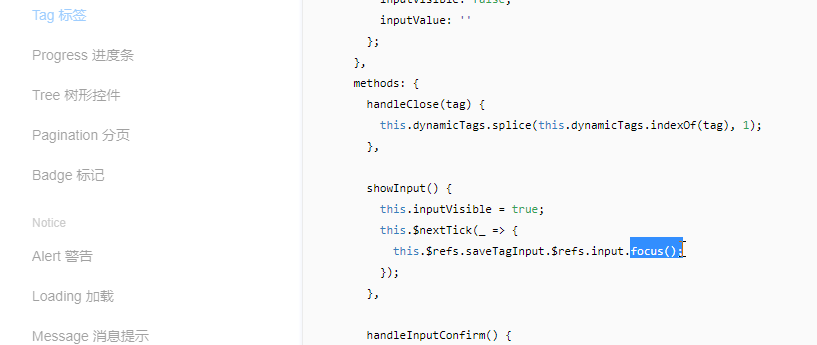 Tag 标签
Progress 进度条
Tree 树形控件
Pagination 分页
Badge 标记
Notice
Alert 警告
Loading 加载
Message 消息提示
inputVisible: false,
inputValue: ''
};
},
methods: {
handleClose(tag) {
this.dynamicTags.splice(this.dynamicTags.indexOf(tag), 1);
},
showInput() {
this.inputVisible = true;
this.$nextTick(_ => {
this.$refs.saveTagInput.$refs.input.focus();
});
},
handleInputConfirm() {